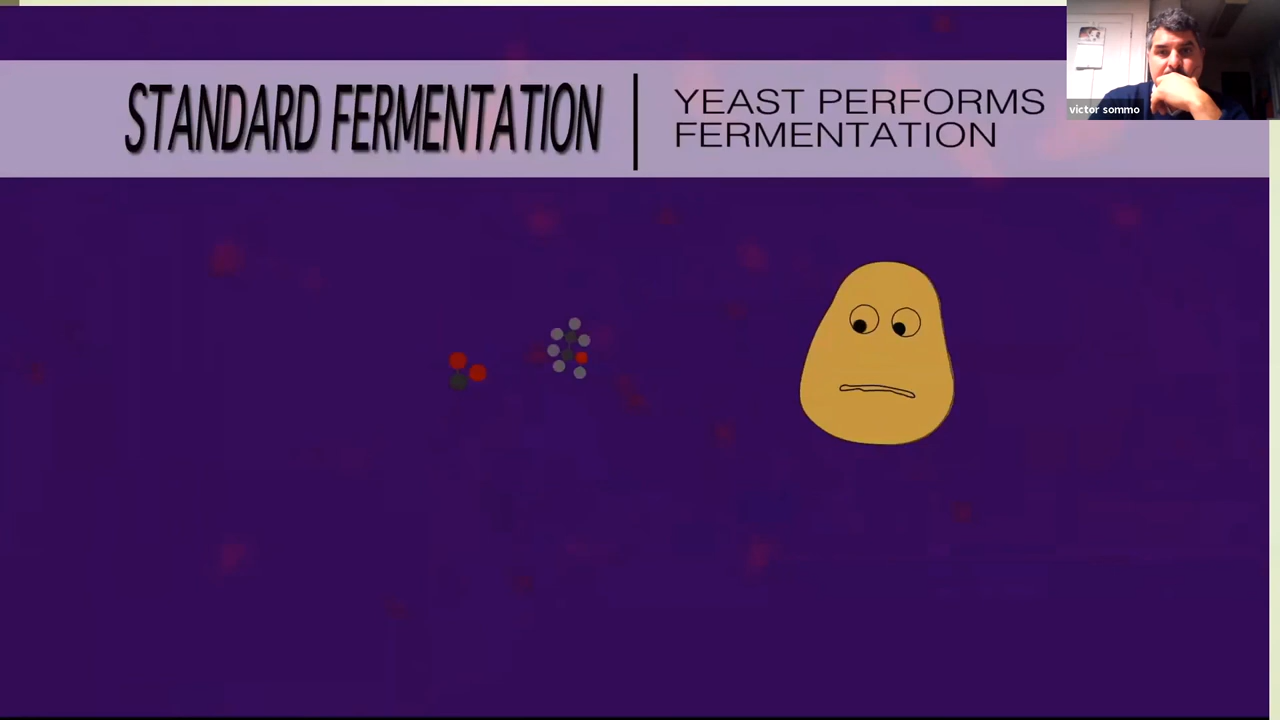 STANDARD FERMENTATION
YEAST PERFORMS
FERMENTATION
victor sommo